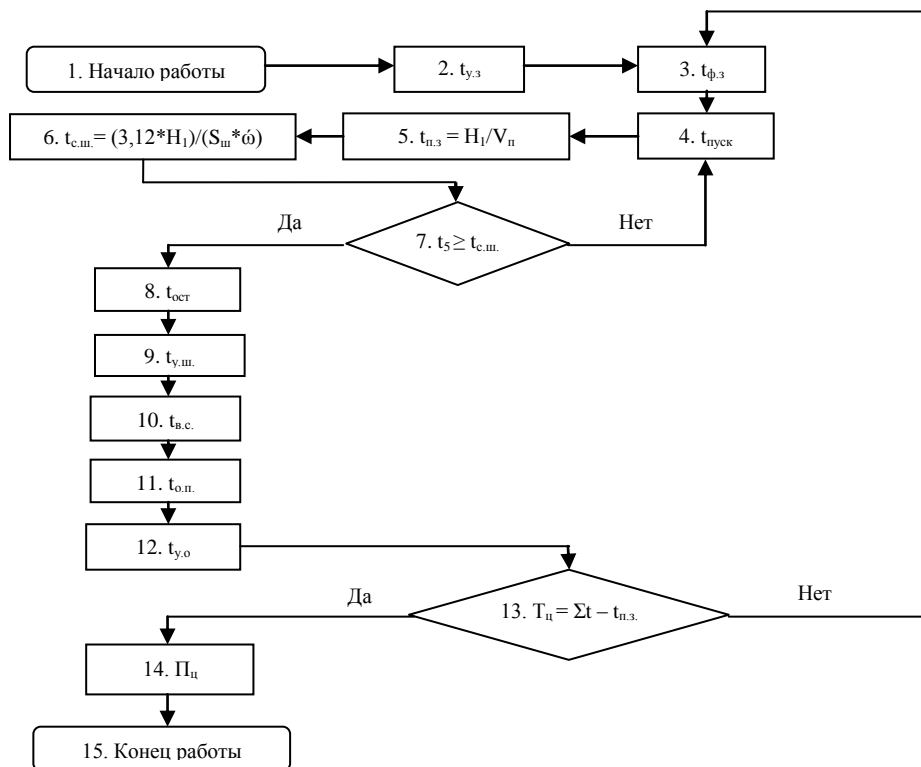 1. Начало работы
2. tу.з
3. tф.з
6. tс.ш.= (3,12*H1)/(Sш*ώ)
5. tп.з = H1/Vп
4. tпуск
Да
7. t5 ≥ tс.ш.
Нет
8. tост
9. tу.ш.
10. tв.с.
11. tо.п.
12. tу.о
Да
13. Tц = Σt – tп.з.
Нет
14. Пц
15. Конец работы